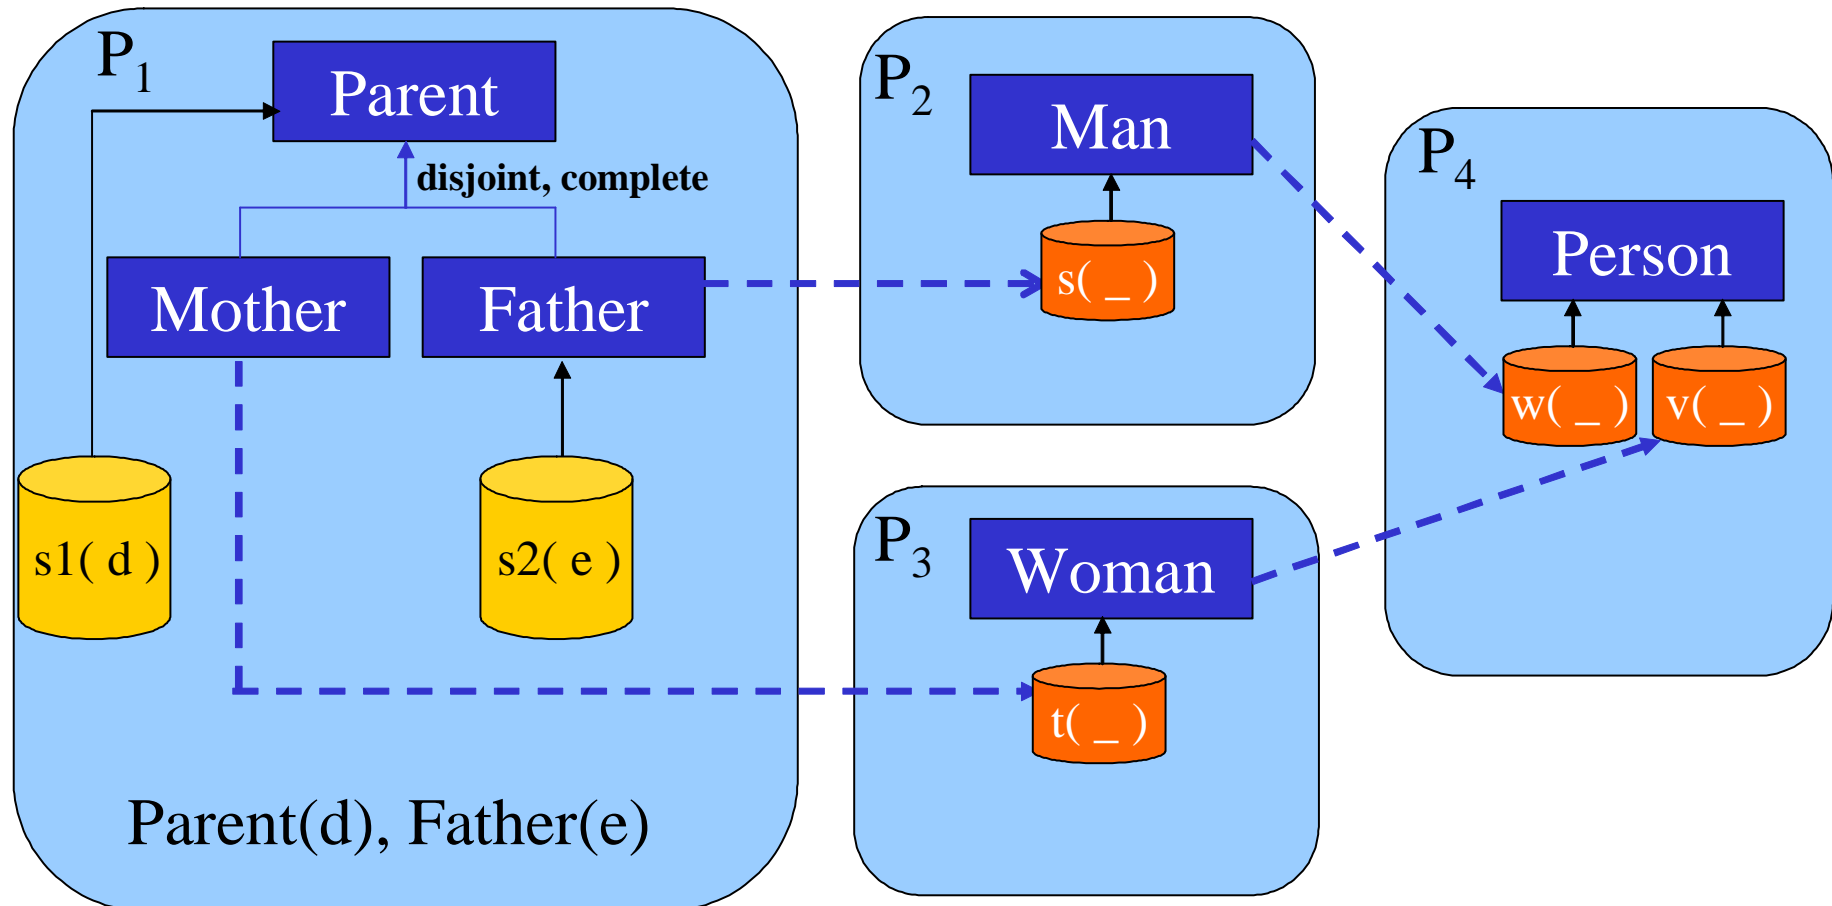 P1
Parent
disjoint, complete
Mother
Father
s1( d )
s2( e )
Parent(d), Father(e)
P2
Man
s( _ )
P3
Woman
t( _ )
P4
Person
w( _ )
v( _ )